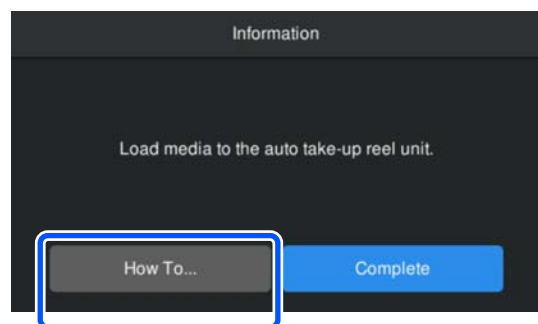 Information
Load media to the auto take-up reel unit.
How To...
Complete